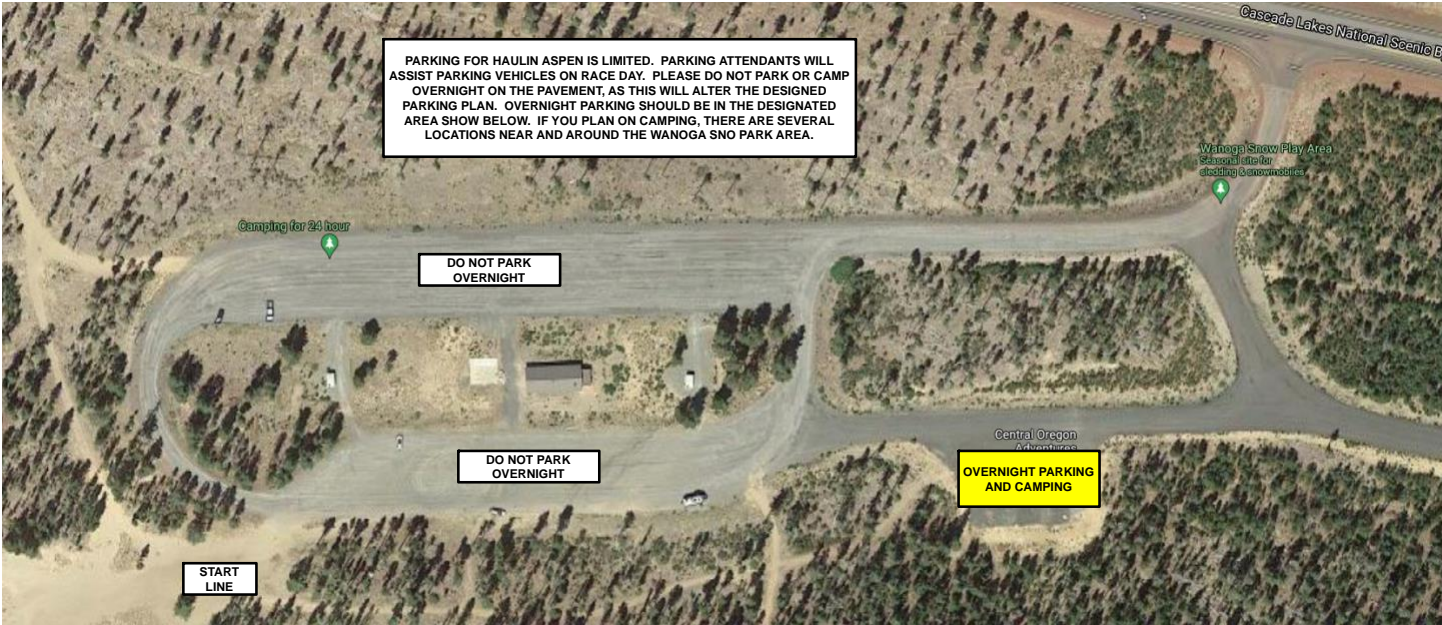 Cascade Lakes National Scenic B
PARKING FOR HAULIN ASPEN IS LIMITED. PARKING ATTENDANTS WILL
ASSIST PARKING VEHICLES ON RACE DAY. PLEASE DO NOT PARK OR CAMP
OVERNIGHT ON THE PAVEMENT, AS THIS WILL ALTER THE DESIGNED
PARKING PLAN. OVERNIGHT PARKING SHOULD BE IN THE DESIGNATED
AREA SHOW BELOW. IF YOU PLAN ON CAMPING, THERE ARE SEVERAL
LOCATIONS NEAR AND AROUND THE WANOGA SNO PARK AREA.
Wanoga Snow Play Area
Seasonal site for
sledding & snowmobiles
Camping for 24 hour
DO NOT PARK
OVERNIGHT
Central Oregon
Adventures
DO NOT PARK
OVERNIGHT
OVERNIGHT PARKING
AND CAMPING
START
LINE